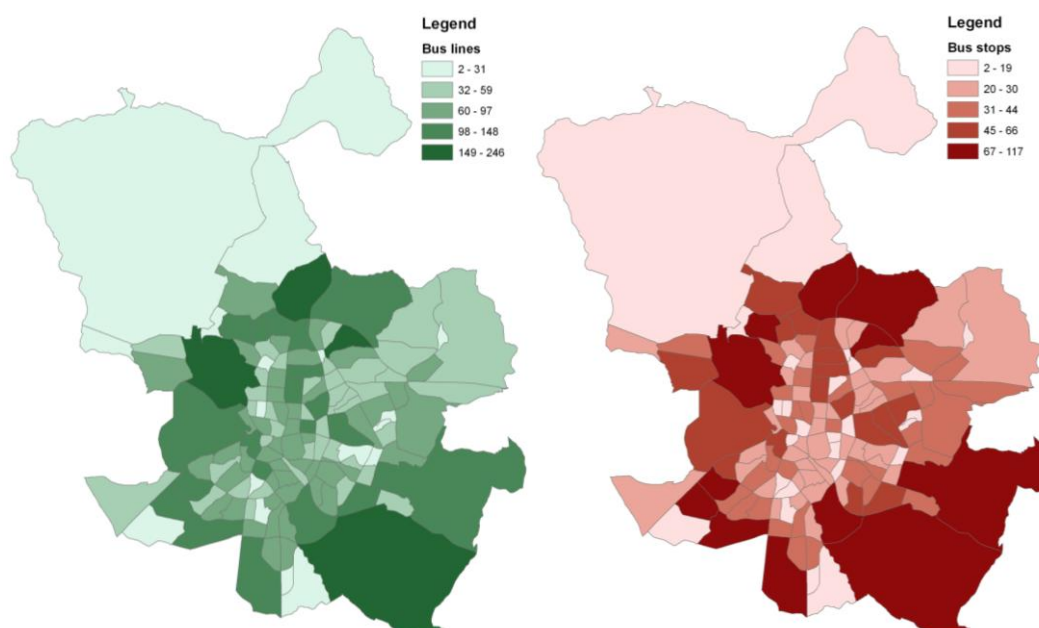 Legend
Bus lines
2 - 31
32 - 59
60 - 97
98 - 148
149 - 246
Legend
Bus stops
2 - 19
20 - 30
31 - 44
45 - 66
67 - 117